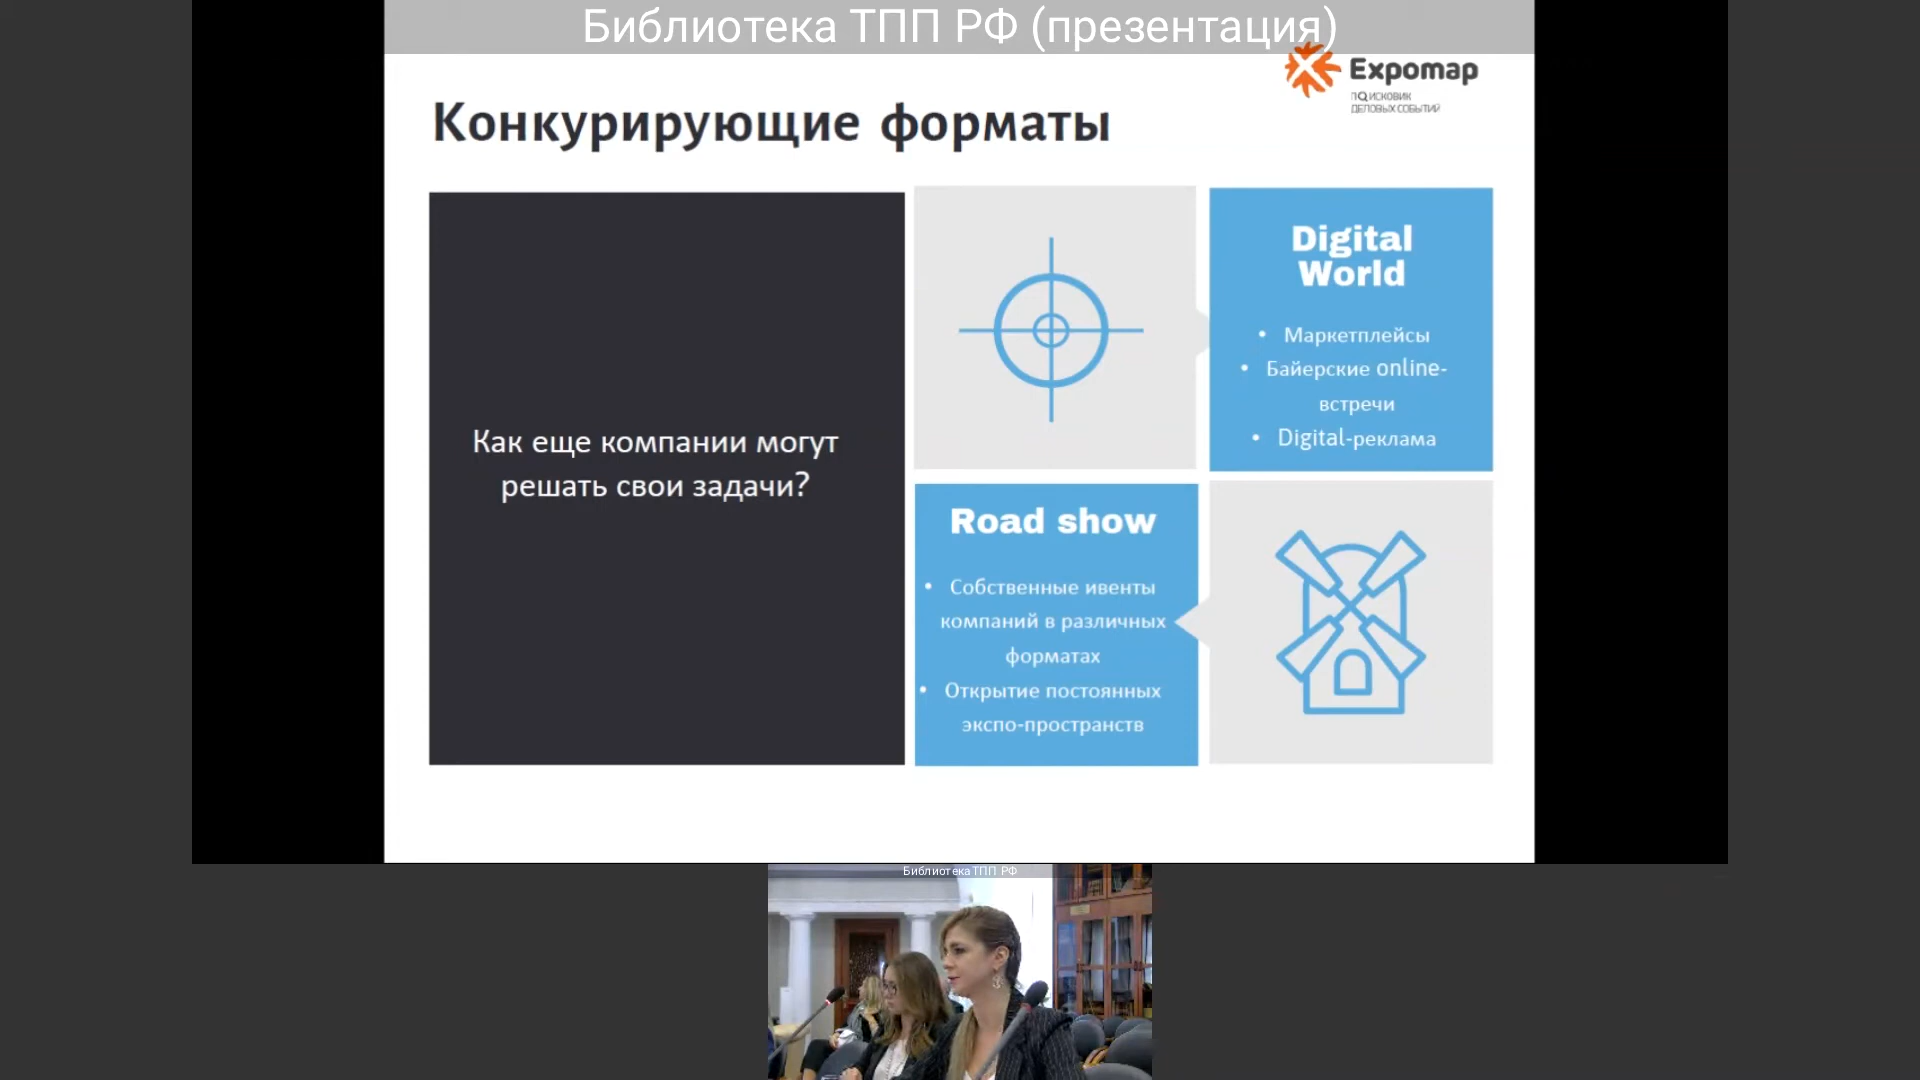 Библиотека ТПП РФ (презентация)
Expomap
ПОИСКОВИК
ДЕЛОВЫХ СОБЫТИЙ
Конкурирующие форматы
Как еще компании могут
решать свои задачи?
Digital
World
• Маркетплейсы
• Байерские online-
встречи
• Digital-реклама
Road show
• Собственные ивенты
компаний в различных
форматах
• Открытие постоянных
экспо-пространств
Библиотека ТПП РФ